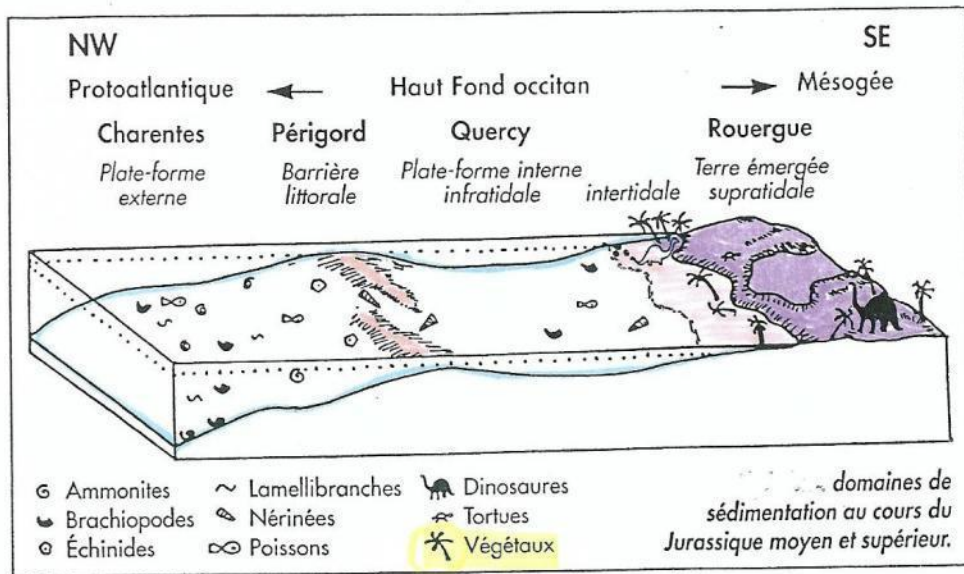 NW SE
Protoatlantique Haut Fond occitan Mésogée
Charentes Périgord Quercy Rouergue
Plate-forme Barrière Plate-forme interne Terre émergée
externe littorale infratidale intertidale supratidale
Ammonites Lamellibranches Dinosaures domaines de
Brachiopodes Nérinées Tortues sédimentation au cours du
Échinides Poissons Végétaux Jurassique moyen et supérieur.